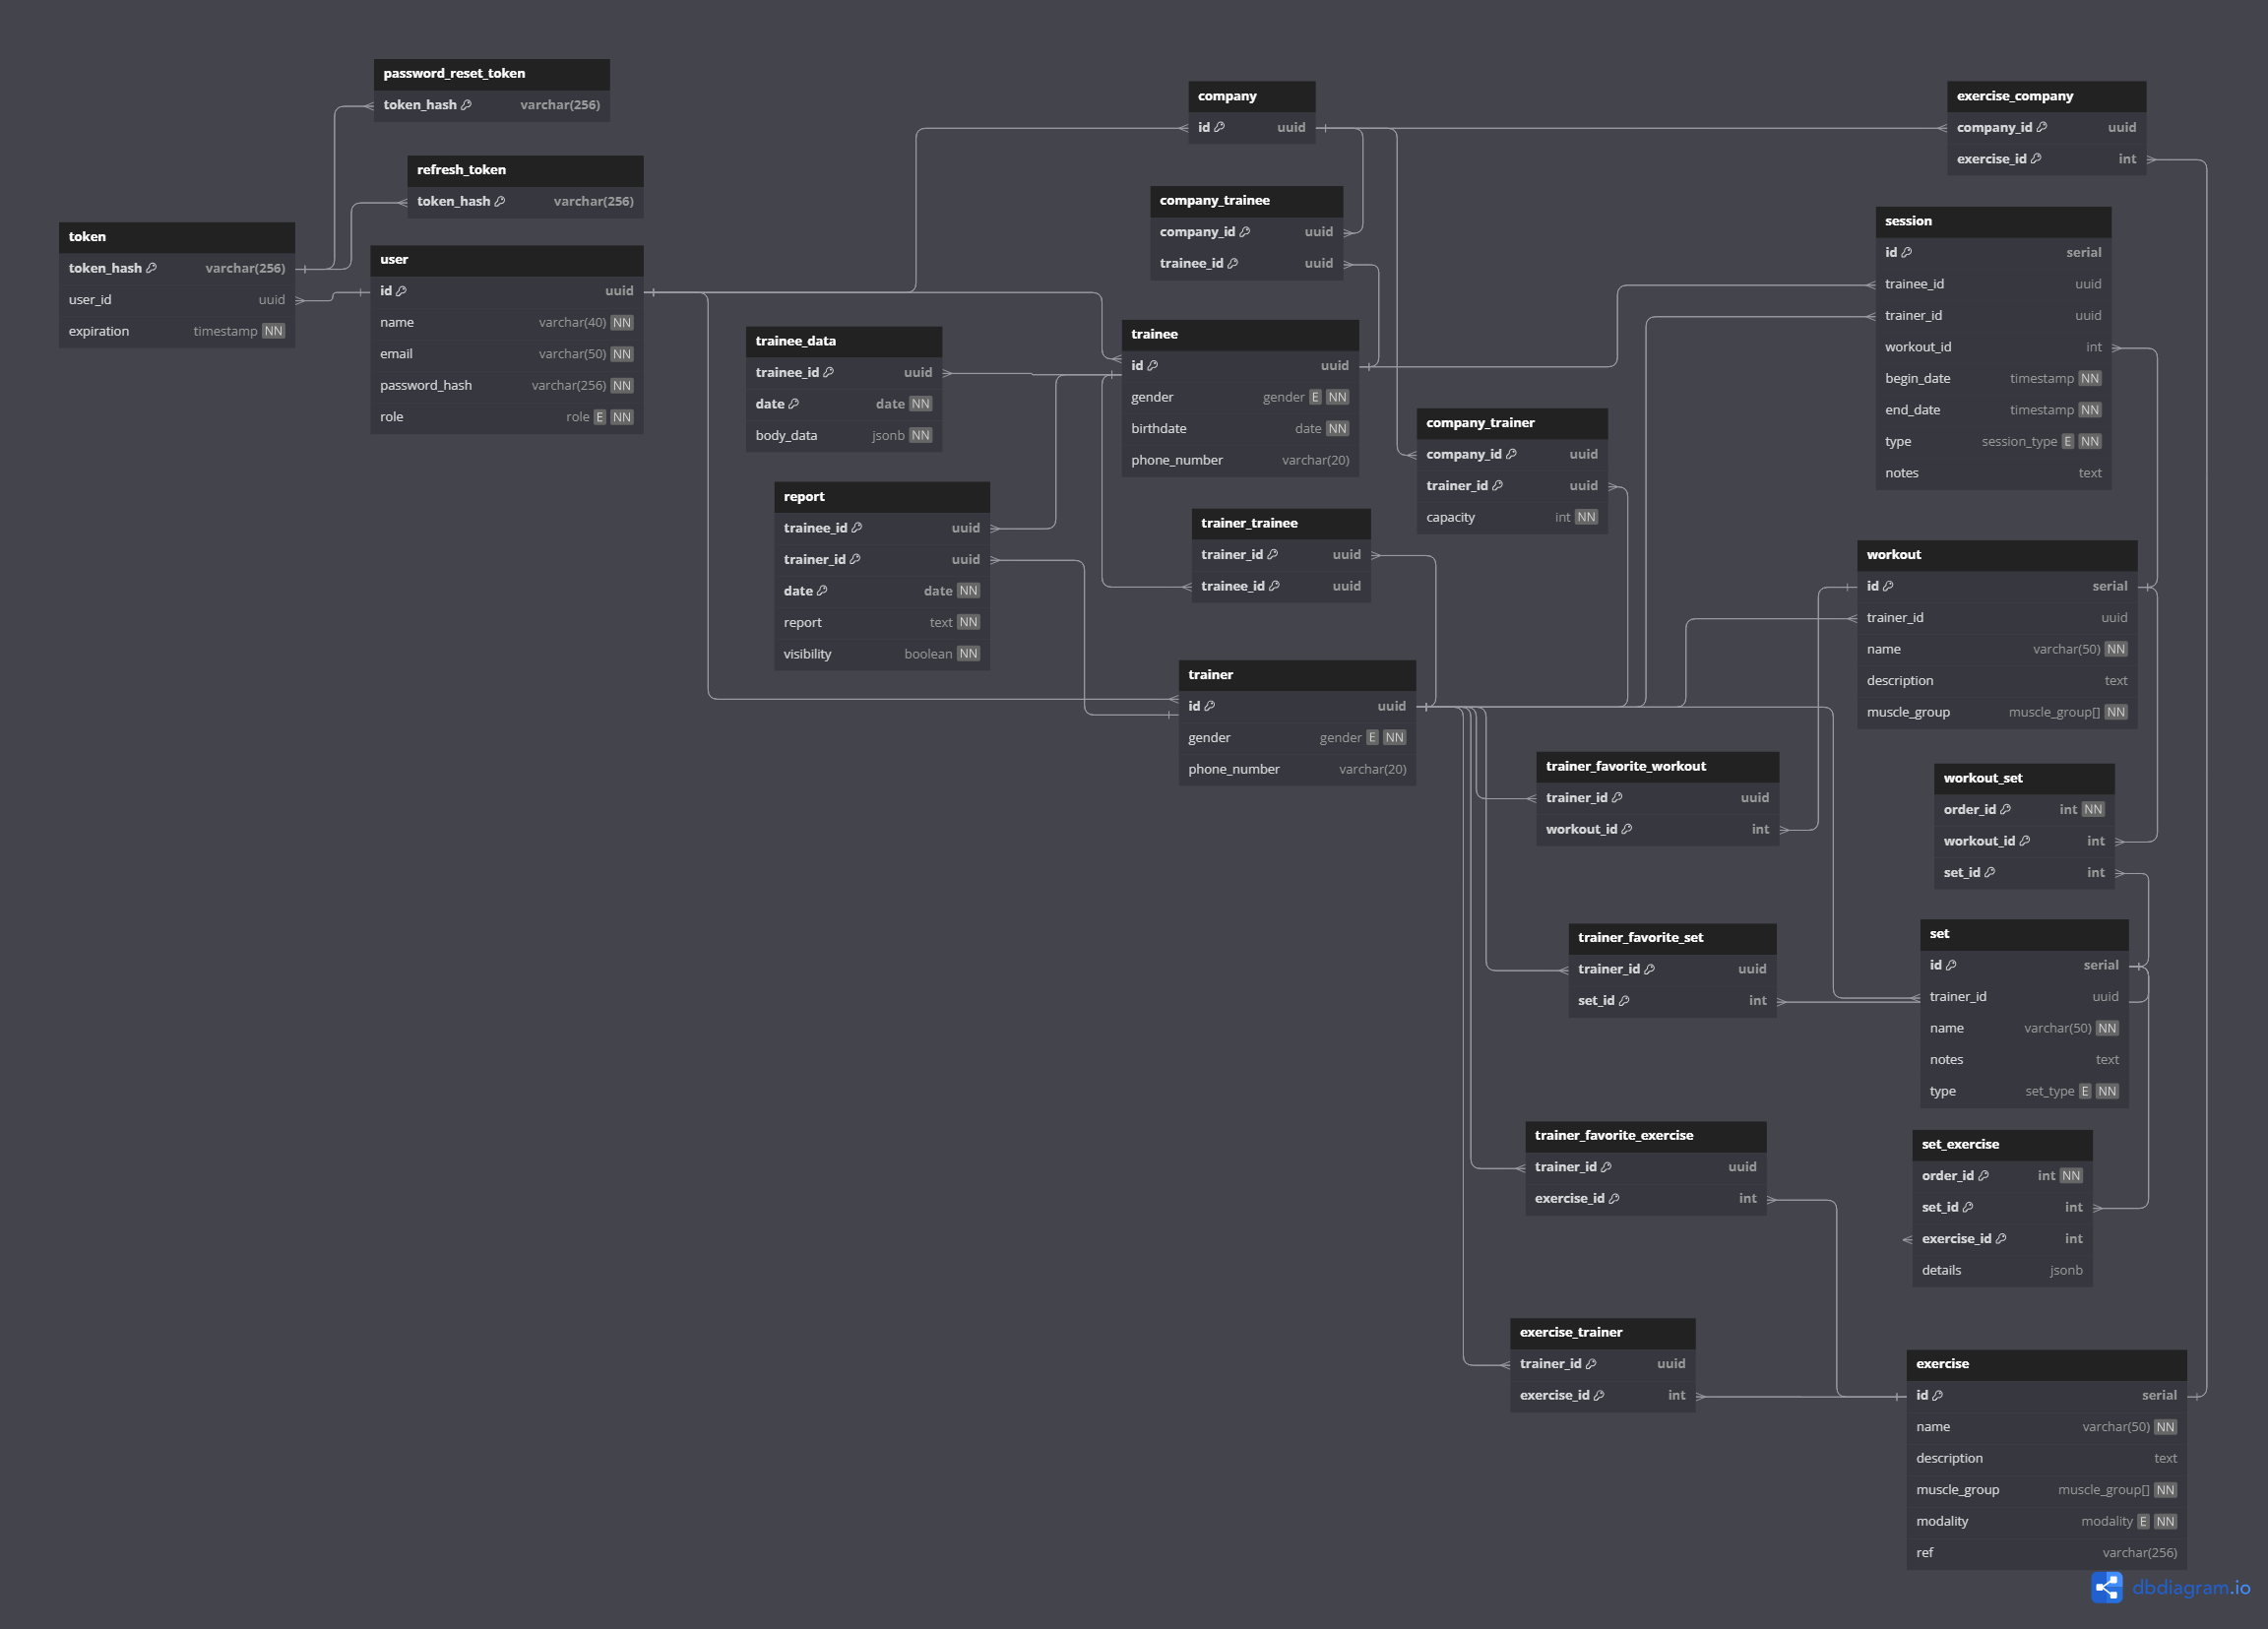 password_reset_token
token_hash varchar(256)
refresh_token
token_hash varchar(256)
token
token_hash varchar(256)
user_id uuid
expiration timestamp NN
user
id uuid
name varchar(40) NN
email varchar(50) NN
password_hash varchar(256) NN
role role E NN
trainee_data
trainee_id uuid
date date NN
body_data jsonb NN
report
trainee_id uuid
trainer_id uuid
date date NN
report text NN
visibility boolean NN
company
id uuid
company_trainee
company_id uuid
trainee_id uuid
trainee
id uuid
gender gender E NN
birthdate date NN
phone_number varchar(20)
trainer_trainee
trainer_id uuid
trainee_id uuid
trainer
id uuid
gender gender E NN
phone_number varchar(20)
company_trainer
company_id uuid
trainer_id uuid
capacity int NN
trainer_favorite_workout
trainer_id uuid
workout_id int
trainer_favorite_set
trainer_id uuid
set_id int
trainer_favorite_exercise
trainer_id uuid
exercise_id int
exercise_trainer
trainer_id uuid
exercise_id int
exercise_company
company_id uuid
exercise_id int
session
id serial
trainee_id uuid
trainer_id uuid
workout_id int
begin_date timestamp NN
end_date timestamp NN
type session_type E NN
notes text
workout
id serial
trainer_id uuid
name varchar(50) NN
description text
muscle_group muscle_group[] NN
workout_set
order_id int NN
workout_id int
set_id int
set
id serial
trainer_id uuid
name varchar(50) NN
notes text
type set_type E NN
set_exercise
order_id int NN
set_id int
exercise_id int
details jsonb
exercise
id serial
name varchar(50) NN
description text
muscle_group muscle_group[] NN
modality modality E NN
ref varchar(256)
dbdiagram.io